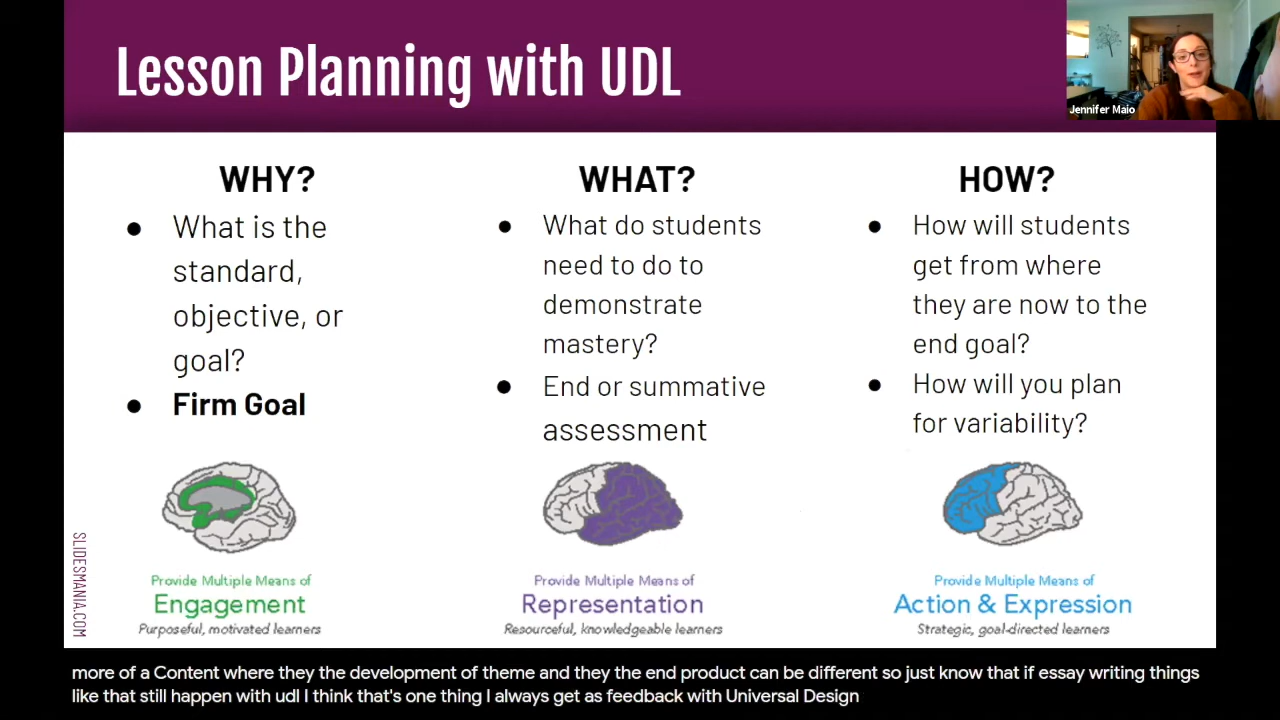 Lesson Planning with UDL
Jennifer Maio
WHY?
● What is the
standard,
objective, or
goal?
● Firm Goal
WHAT?
● What do students
need to do to
demonstrate
mastery?
● End or summative
assessment
HOW?
● How will students
get from where
they are now to the
end goal?
● How will you plan
for variability?
Provide Multiple Means of
Engagement
Purposeful, motivated learners
Provide Multiple Means of
Representation
Resourceful, knowledgeable learners
Provide Multiple Means of
Action & Expression
Strategic, goal-directed learners
SLIDESMANIA.COM
more of a Content where they the development of theme and they the end product can be different so just know that if essay writing things
like that still happen with udl I think that's one thing I always get as feedback with Universal Design